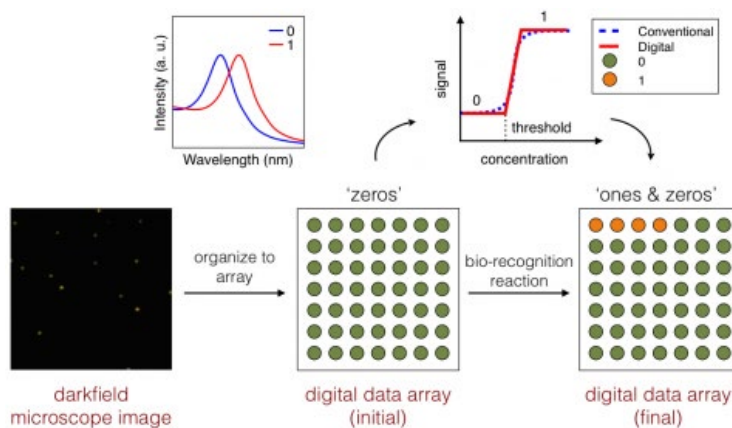 0
1
Intensity (a. u.)
Wavelength (nm)
signal
1
0
threshold
concentration
Conventional
Digital
0
1
organize to
array
'zeros'
bio-recognition
reaction
'ones & zeros'
darkfield
microscope image
digital data array
(initial)
digital data array
(final)